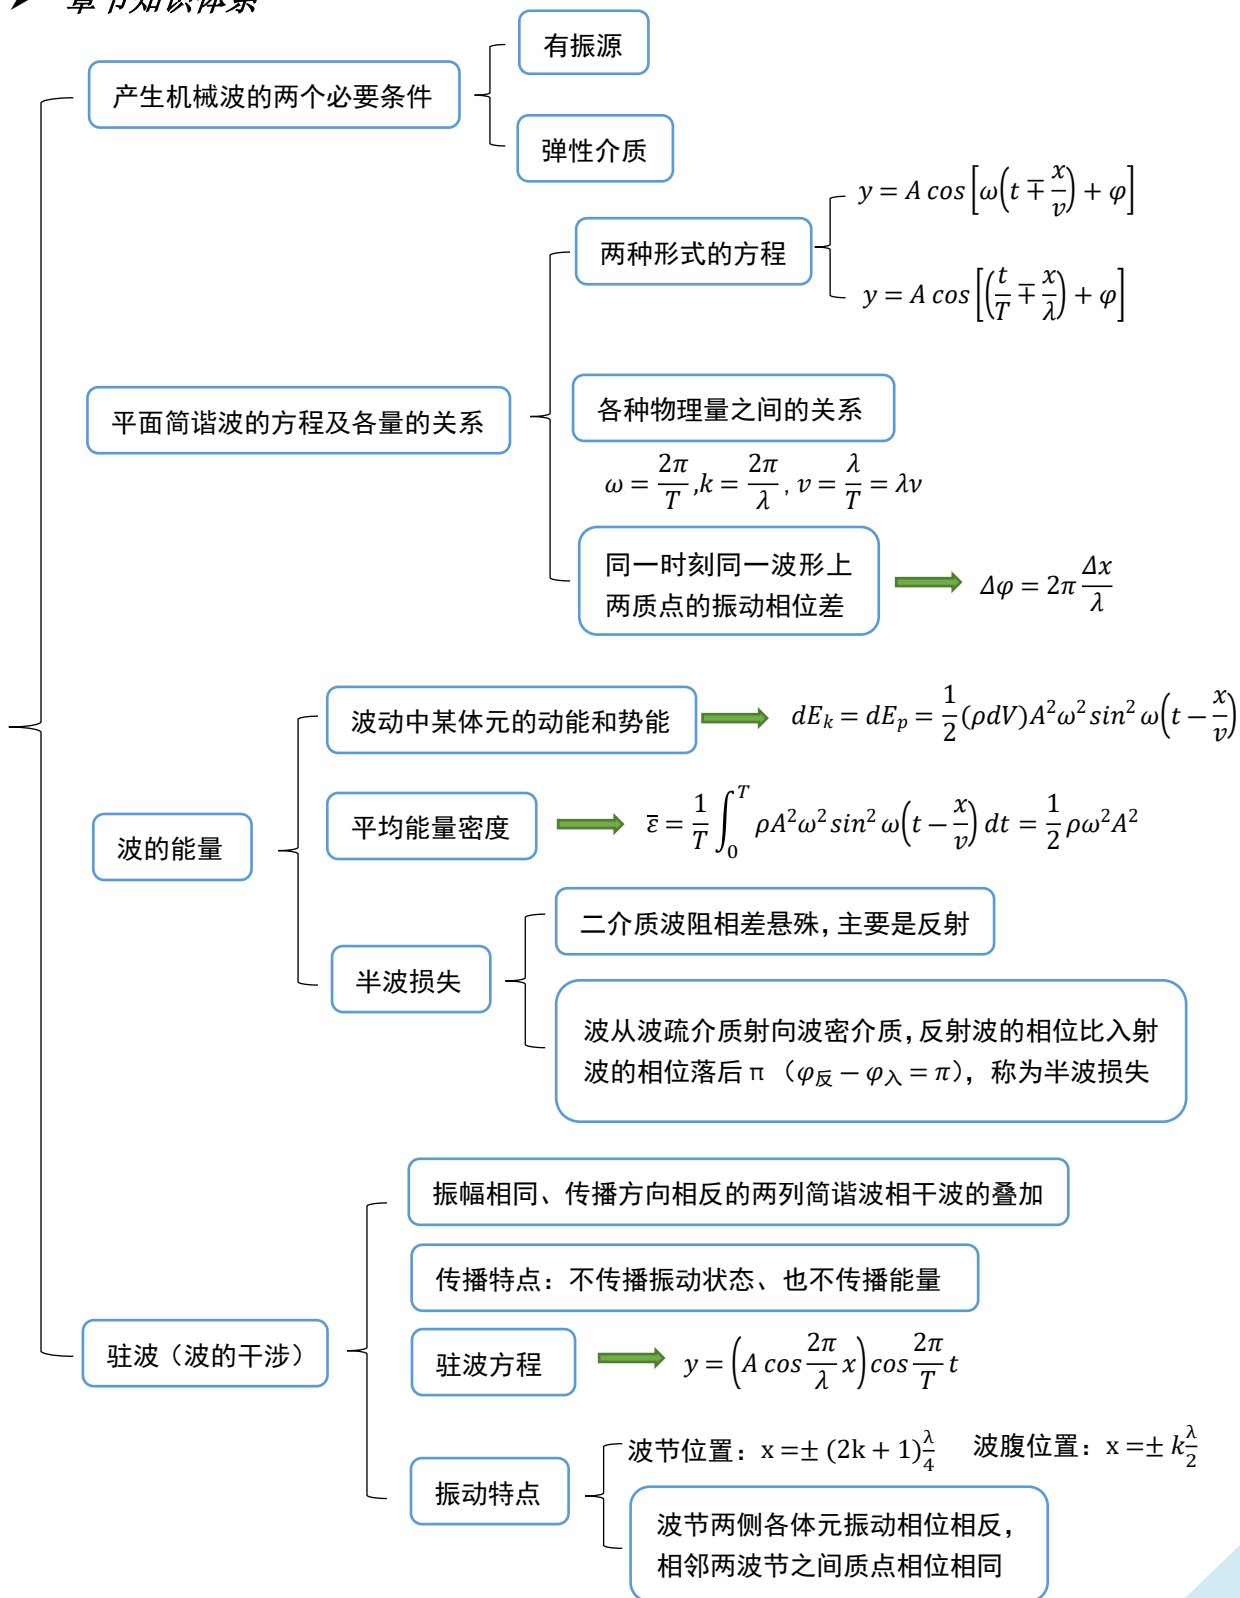 ➤ 章节知识体系
有振源
产生机械波的两个必要条件
弹性介质
y = A cos[ω(t ∓ x/v) + φ]
两种形式的方程
y = A cos[(t/T ∓ x/λ) + φ]
各种物理量之间的关系
平面简谐波的方程及各量的关系
ω = 2π/T ,k = 2π/λ , v = λ/T = λν
同一时刻同一波形上
两质点的振动相位差
Δφ = 2π Δx/λ
波动中某体元的动能和势能
dE_k = dE_p = 1/2 (ρdV)A²ω² sin² ω(t − x/v)
平均能量密度
ε̅ = 1/T ∫₀ᵀ ρA²ω² sin² ω(t − x/v) dt = 1/2 ρω²A²
波的能量
二介质波阻相差悬殊，主要是反射
半波损失
波从波疏介质射向波密介质，反射波的相位比入射
波的相位落后 π （φ反 − φ入 = π），称为半波损失
振幅相同、传播方向相反的两列简谐波相干波的叠加
传播特点：不传播振动状态、也不传播能量
驻波（波的干涉）
驻波方程
y = (A cos 2π/λ x) cos 2π/T t
波节位置：x =± (2k + 1)λ/4 波腹位置：x =± kλ/2
振动特点
波节两侧各体元振动相位相反，
相邻两波节之间质点相位相同